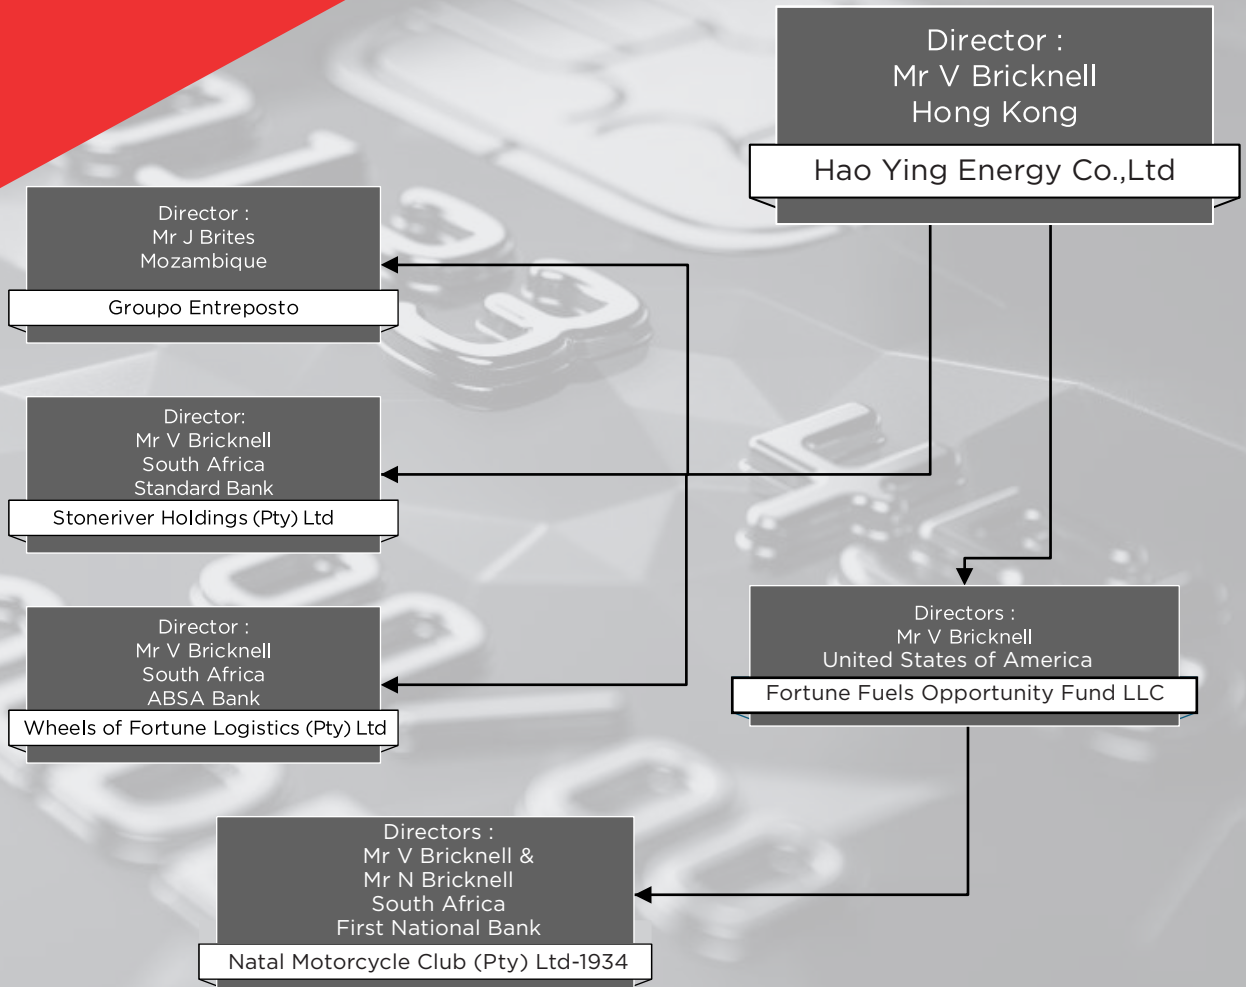 Director :
Mr V Bricknell
Hong Kong
Hao Ying Energy Co.,Ltd
Director :
Mr J Brites
Mozambique
Groupo Entreposto
Director:
Mr V Bricknell
South Africa
Standard Bank
Stoneriver Holdings (Pty) Ltd
Director :
Mr V Bricknell
South Africa
ABSA Bank
Wheels of Fortune Logistics (Pty) Ltd
Directors :
Mr V Bricknell
United States of America
Fortune Fuels Opportunity Fund LLC
Directors :
Mr V Bricknell &
Mr N Bricknell
South Africa
First National Bank
Natal Motorcycle Club (Pty) Ltd-1934